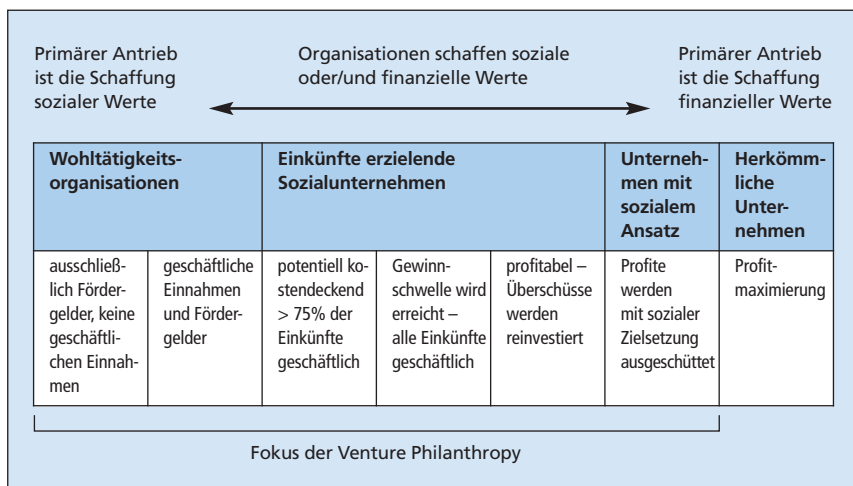 Primärer Antrieb
ist die Schaffung
sozialer Werte
Organisationen schaffen soziale
oder/und finanzielle Werte
Primärer Antrieb
ist die Schaffung
finanzieller Werte
Wohltätigkeits-
organisationen
Einkünfte erzielende
Sozialunternehmen
Unterneh-
men mit
sozialem
Ansatz
Herkömm-
liche
Unter-
nehmen
ausschließ-
lich Förder-
gelder, keine
geschäftli-
chen Einnah-
men
geschäftliche
Einnahmen
und Förder-
gelder
potentiell ko-
stendeckend
> 75% der
Einkünfte
geschäftlich
Gewinn-
schwelle wird
erreicht –
alle Einkünfte
geschäftlich
profitabel –
Überschüsse
werden
reinvestiert
Profite
werden
mit sozialer
Zielsetzung
ausgeschüttet
Profit-
maximierung
Fokus der Venture Philanthropy